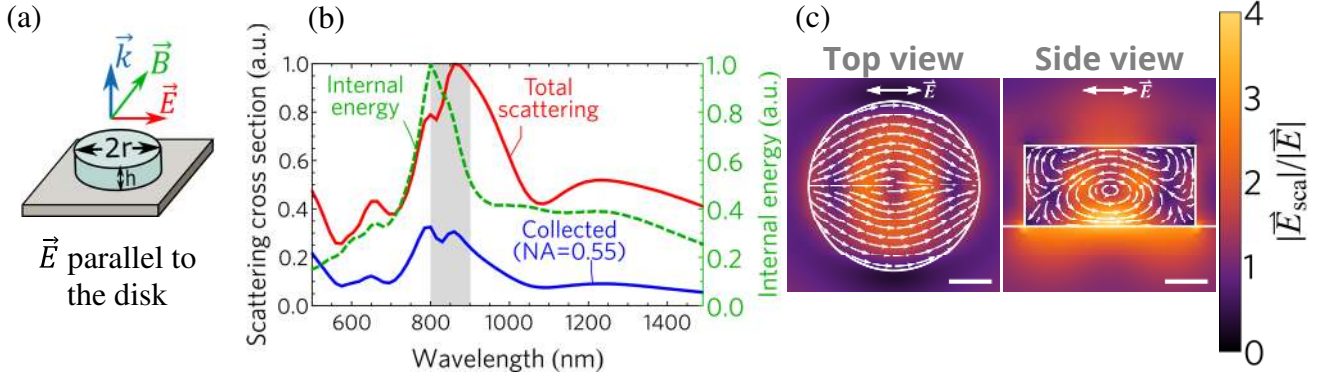 (a)
k⃗
B⃗
E⃗
2r
h
E⃗ parallel to
the disk
(b)
Scattering cross section (a.u.)
1.0
0.8
0.6
0.4
0.2
0.0
Internal
energy
Total
scattering
Collected
(NA=0.55)
600 800 1000 1200 1400
Wavelength (nm)
1.0
0.8
0.6
0.4
0.2
0.0
Internal energy (a.u.)
(c)
Top view
E⃗
Side view
E⃗
4
3
2
1
0
|E⃗sca|/|E⃗|